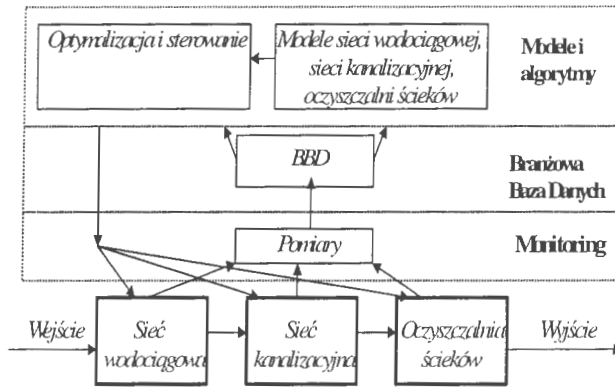 Optymalizacja i sterowanie
Modele sieci wodociągowej,
sieci kanalizacyjnej,
oczyszczalni ścieków
Modele i
algorytmy
BBD
Branżowa
Baza Danych
Pomiary
Monitoring
Wejście
Sieć
wodociągowa
Sieć
kanalizacyjna
Oczyszczalnia
ścieków
Wyjście